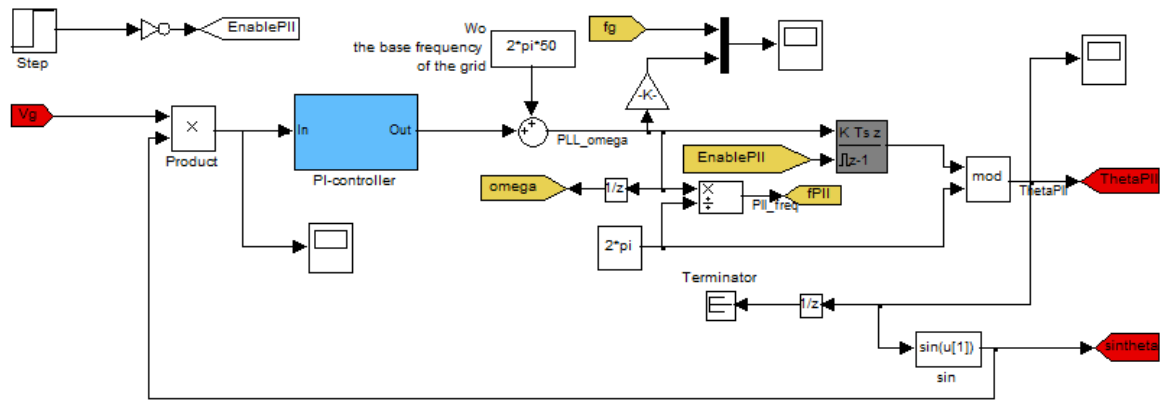 EnablePll
Step
Wo
the base frequency
of the grid
2*pi*50
fg
-K-
Vg
×
Product
In
Out
PI-controller
+
+
PLL_omega
EnablePll
K Ts z
z-1
omega
1/z
×
÷
Pll_freq
fPll
mod
ThetaPll
ThetaPll
2*pi
Terminator
1/z
sin(u[1])
sin
sintheta